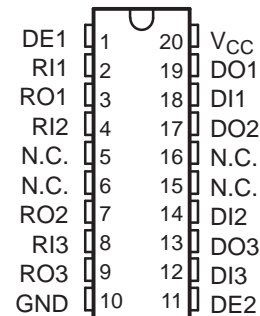 DE1 1 20 VCC
RI1 2 19 DO1
RO1 3 18 DI1
RI2 4 17 DO2
N.C. 5 16 N.C.
N.C. 6 15 N.C.
RO2 7 14 DI2
RI3 8 13 DO3
RO3 9 12 DI3
GND 10 11 DE2